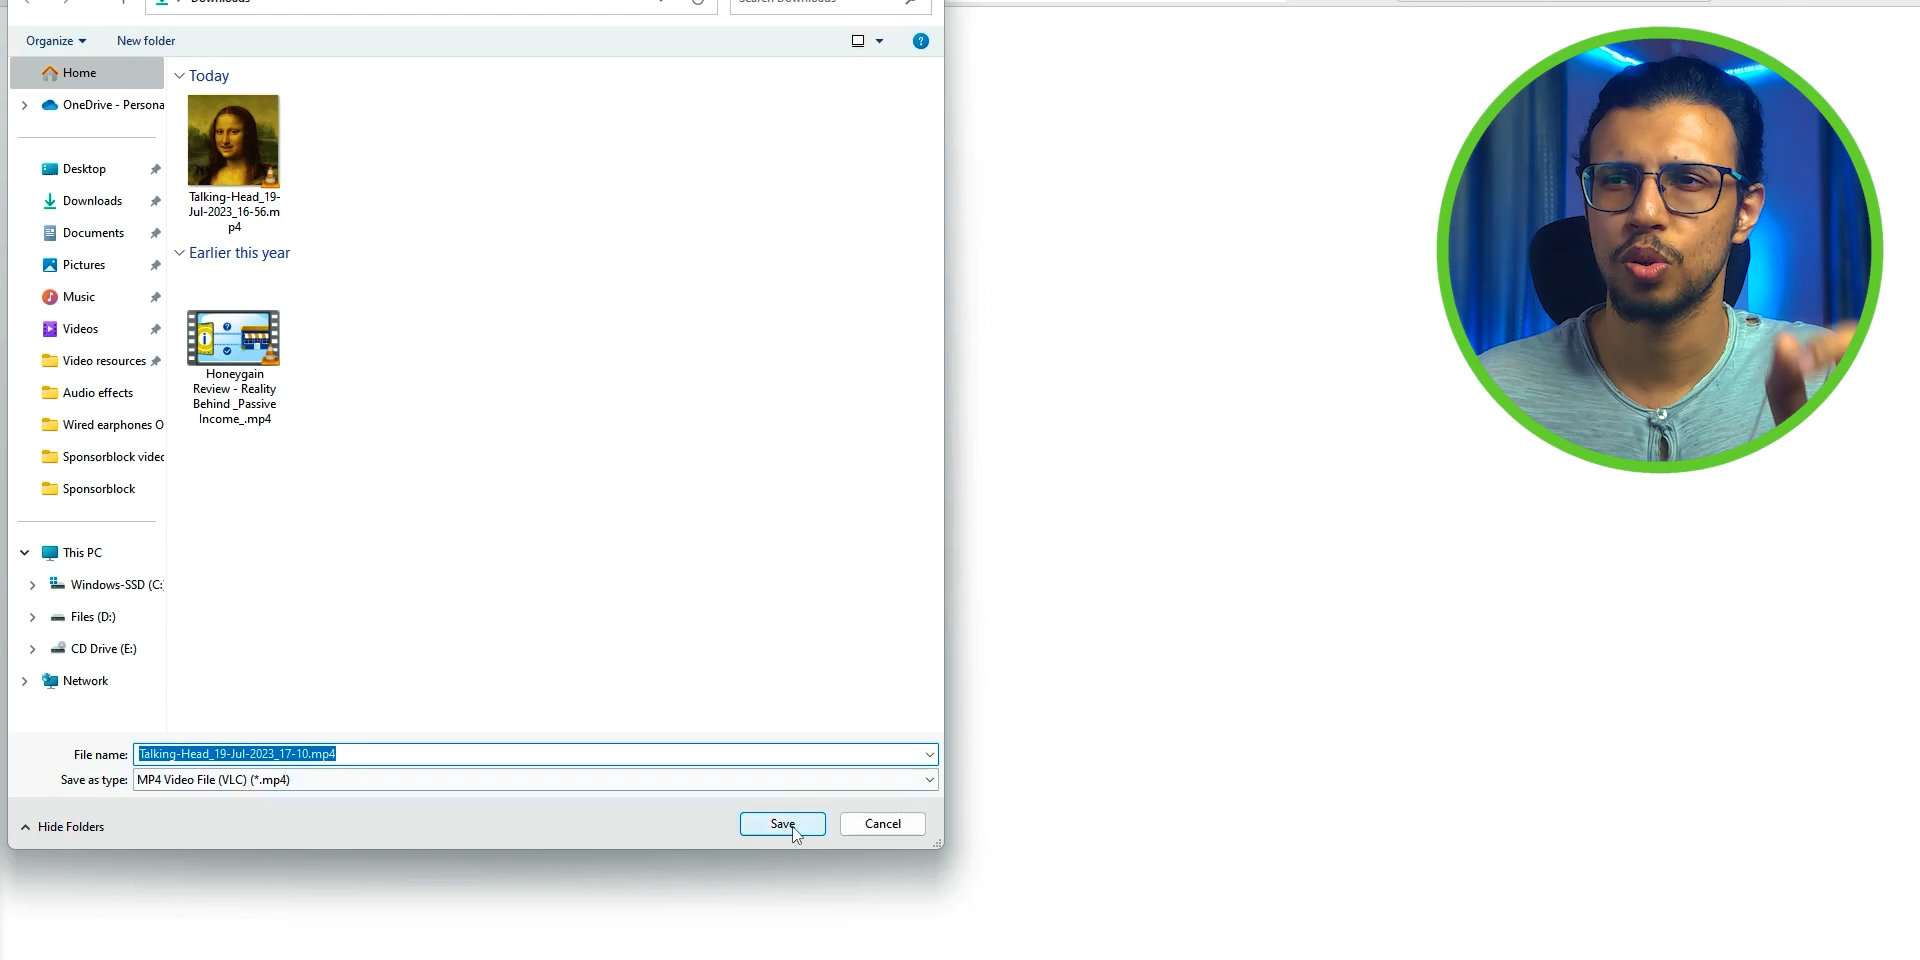 Downloads
Search Downloads
Organize
New folder
Home
OneDrive - Persona
Desktop
Downloads
Documents
Pictures
Music
Videos
Video resources
Audio effects
Wired earphones O
Sponsorblock videc
Sponsorblock
This PC
Windows-SSD (C:
Files (D:)
CD Drive (E:)
Network
Today
Talking-Head_19-
Jul-2023_16-56.m
p4
Earlier this year
Honeygain
Review - Reality
Behind _Passive
Income_.mp4
File name: Talking-Head_19-Jul-2023_17-10.mp4
Save as type: MP4 Video File (VLC) (*.mp4)
Hide Folders
Save
Cancel